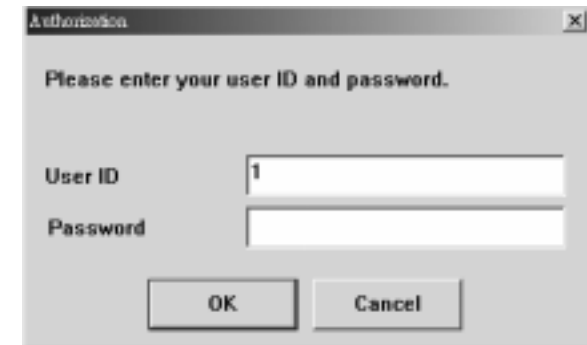 Authorization
Please enter your user ID and password.
User ID 1
Password
OK Cancel